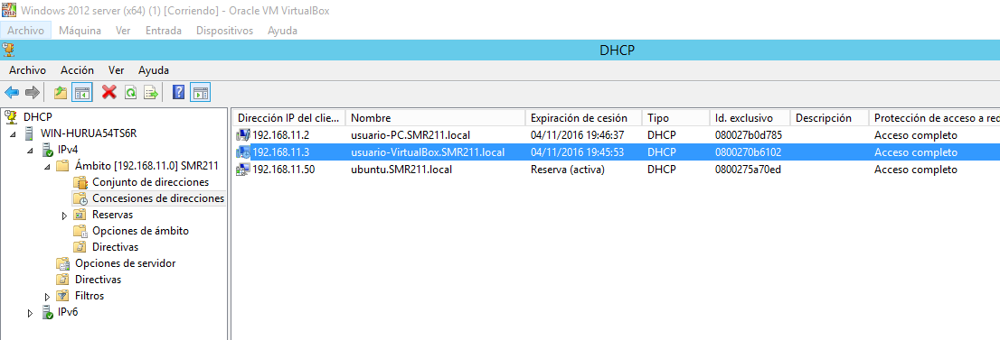 Windows 2012 server (x64) (1) [Corriendo] - Oracle VM VirtualBox
Archivo Máquina Ver Entrada Dispositivos Ayuda
DHCP
Archivo Acción Ver Ayuda
DHCP
WIN-HURUA54TS6R
IPv4
Ámbito [192.168.11.0] SMR211
Conjunto de direcciones
Concesiones de direcciones
Reservas
Opciones de ámbito
Directivas
Opciones de servidor
Directivas
Filtros
IPv6
Dirección IP del clie... Nombre Expiración de cesión Tipo Id. exclusivo Descripción Protección de acceso a red
192.168.11.2 usuario-PC.SMR211.local 04/11/2016 19:46:37 DHCP 080027b0d785 Acceso completo
192.168.11.3 usuario-VirtualBox.SMR211.local 04/11/2016 19:45:53 DHCP 0800270b6102 Acceso completo
192.168.11.50 ubuntu.SMR211.local Reserva (activa) DHCP 0800275a70ed Acceso completo